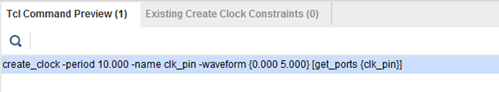 Tcl Command Preview (1) Existing Create Clock Constraints (0)
create_clock -period 10.000 -name clk_pin -waveform {0.000 5.000} [get_ports {clk_pin}]